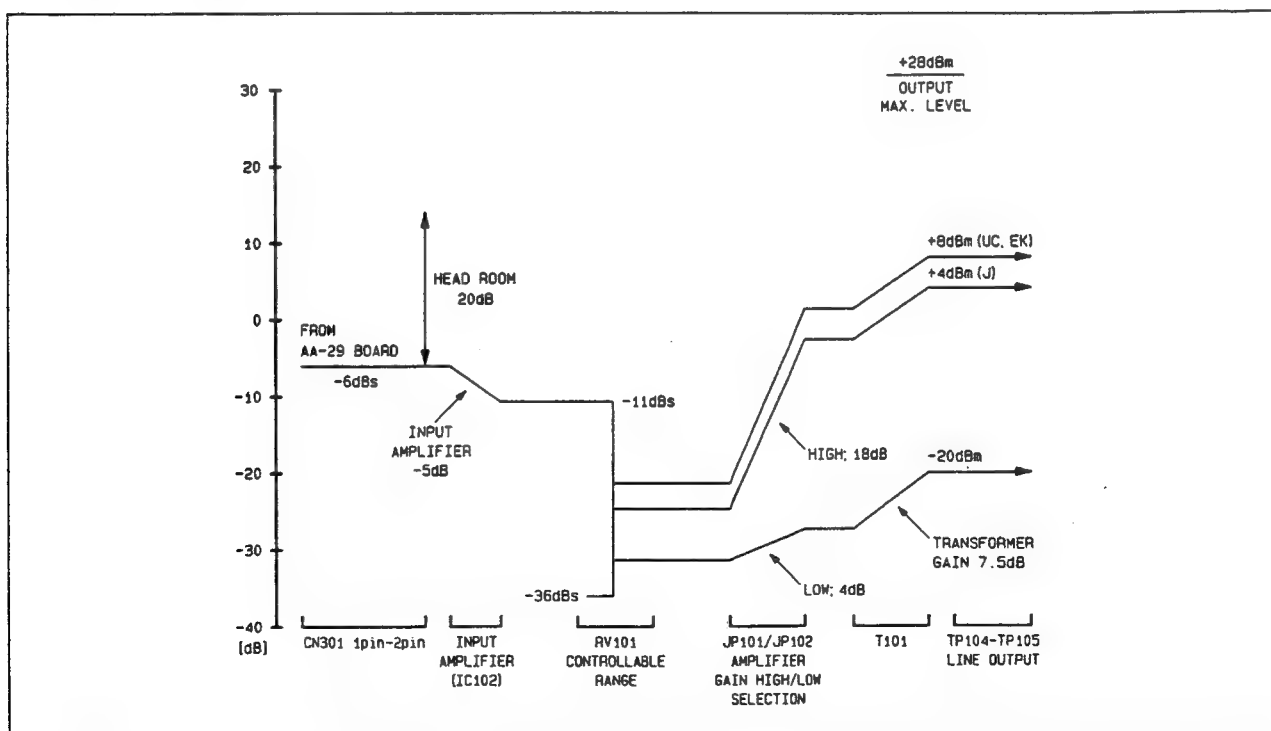 +28dBm
OUTPUT
MAX. LEVEL
30
20
10
0
-10
-20
-30
-40
[dB]
+8dBm (UC, EK)
+4dBm (J)
HEAD ROOM
20dB
FROM
AA-29 BOARD
-6dBs
-11dBs
INPUT
AMPLIFIER
-5dB
HIGH; 18dB
-20dBm
TRANSFORMER
GAIN 7.5dB
LOW; 4dB
-36dBs
CN301 1pin-2pin
INPUT
AMPLIFIER
(IC102)
RV101
CONTROLLABLE
RANGE
JP101/JP102
AMPLIFIER
GAIN HIGH/LOW
SELECTION
T101
TP104-TP105
LINE OUTPUT